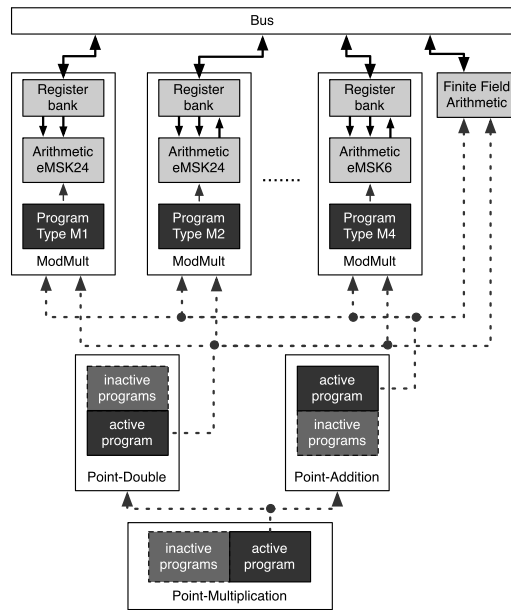 Bus
Register
bank
Arithmetic
eMSK24
Program
Type M1
ModMult
Register
bank
Arithmetic
eMSK24
Program
Type M2
ModMult
........
Register
bank
Arithmetic
eMSK6
Program
Type M4
ModMult
Finite Field
Arithmetic
inactive
programs
active
program
Point-Double
active
program
inactive
programs
Point-Addition
inactive
programs
active
program
Point-Multiplication